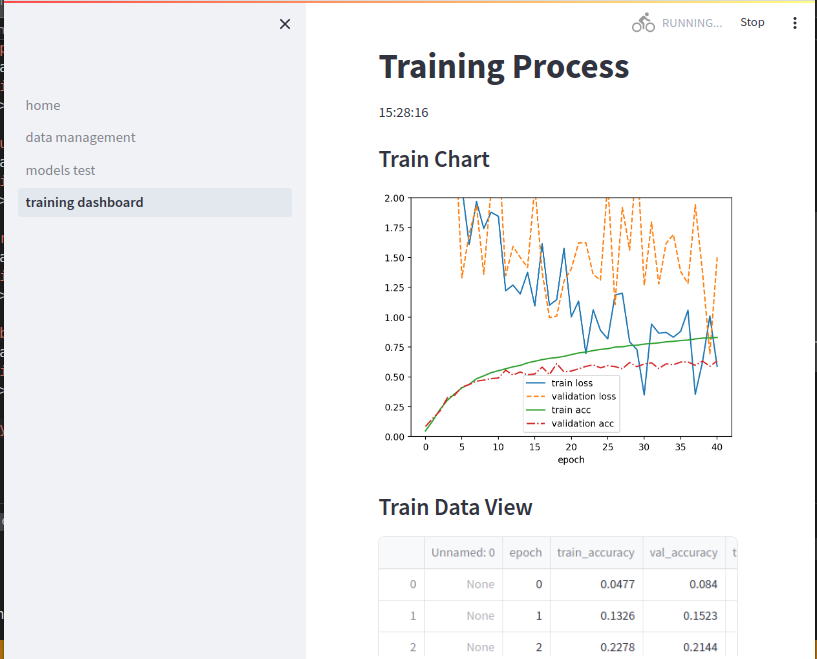 RUNNING...
Stop
Training Process
15:28:16
home
data management
models test
training dashboard
Train Chart
2.00
1.75
1.50
1.25
1.00
0.75
0.50
0.25
0.00
train loss
validation loss
train acc
validation acc
0 5 10 15 20 25 30 35 40
epoch
Train Data View
Unnamed: 0 epoch train_accuracy val_accuracy t
0 None 0 0.0477 0.084
1 None 1 0.1326 0.1523
2 None 2 0.2278 0.2144